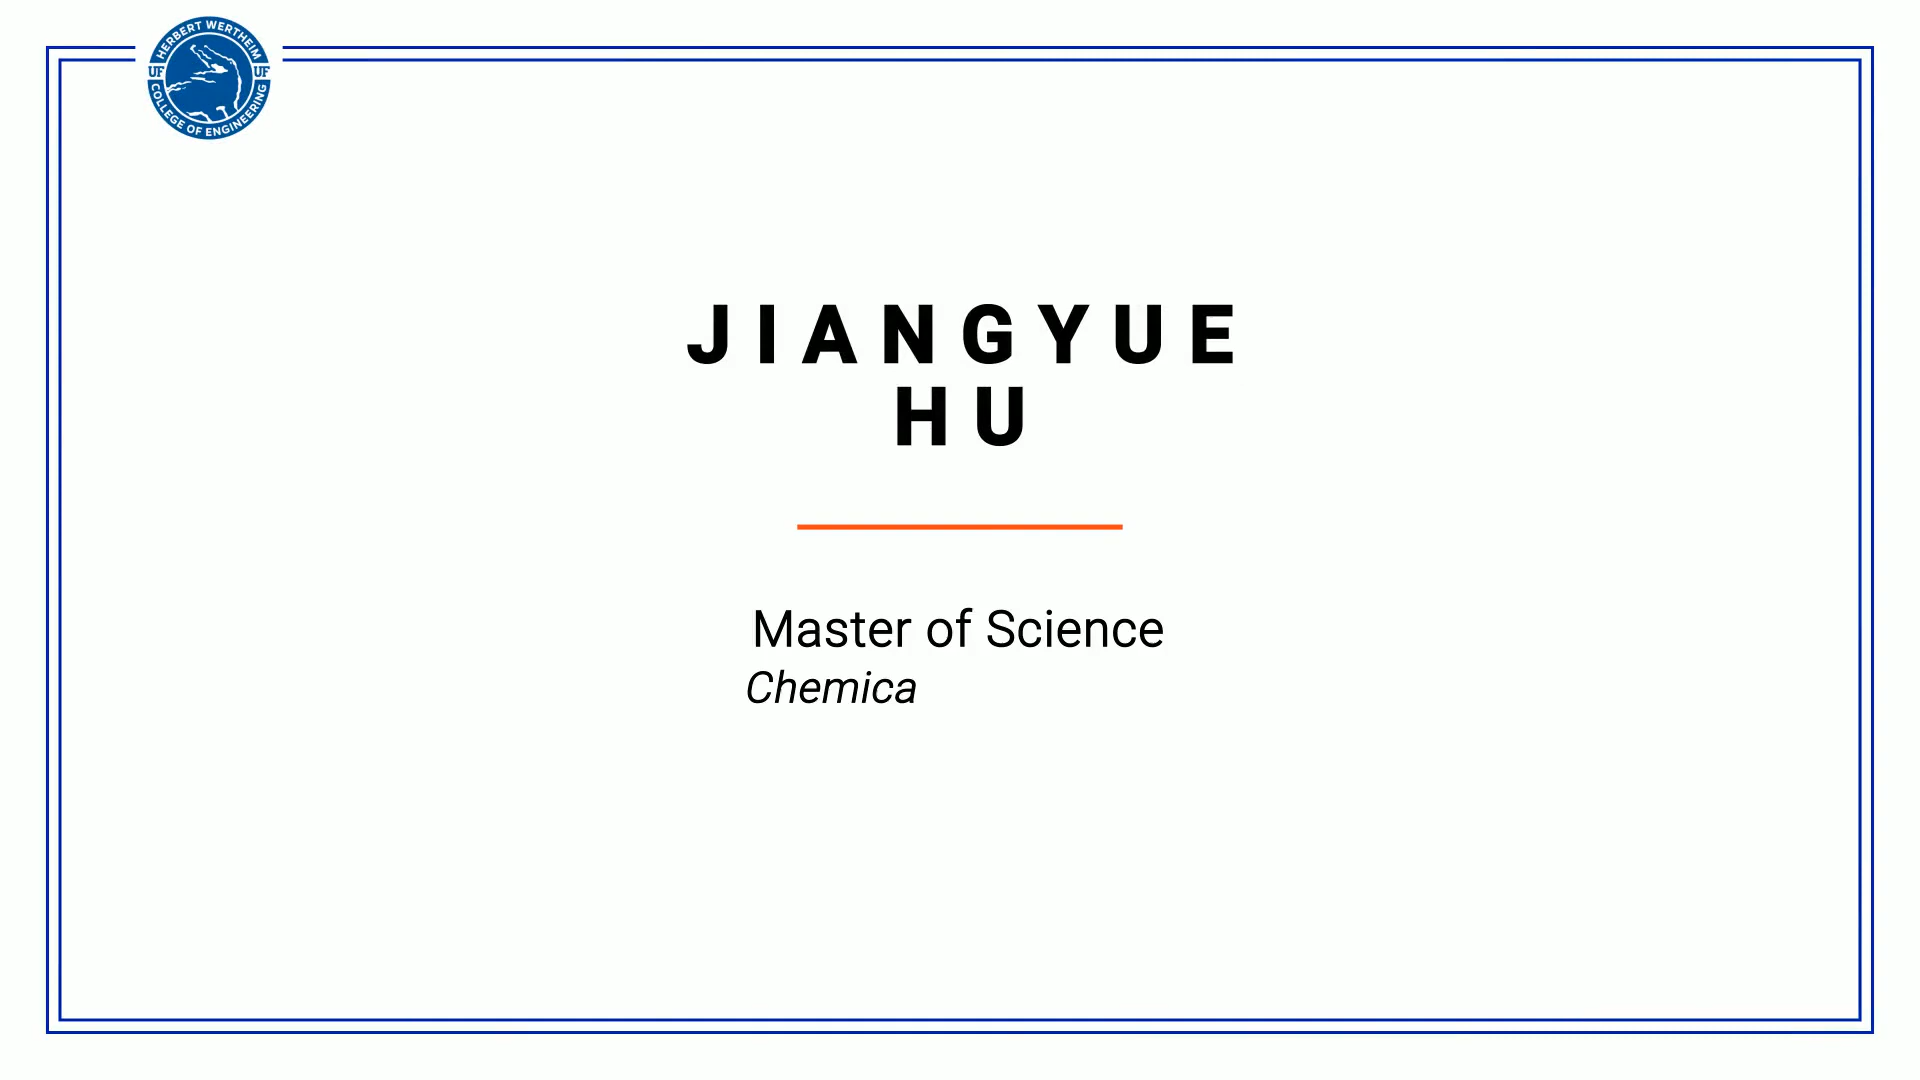 HERBERT WERTHEIM
UF UF
COLLEGE OF ENGINEERING
JIANGYUE
HU
Master of Science
Chemica